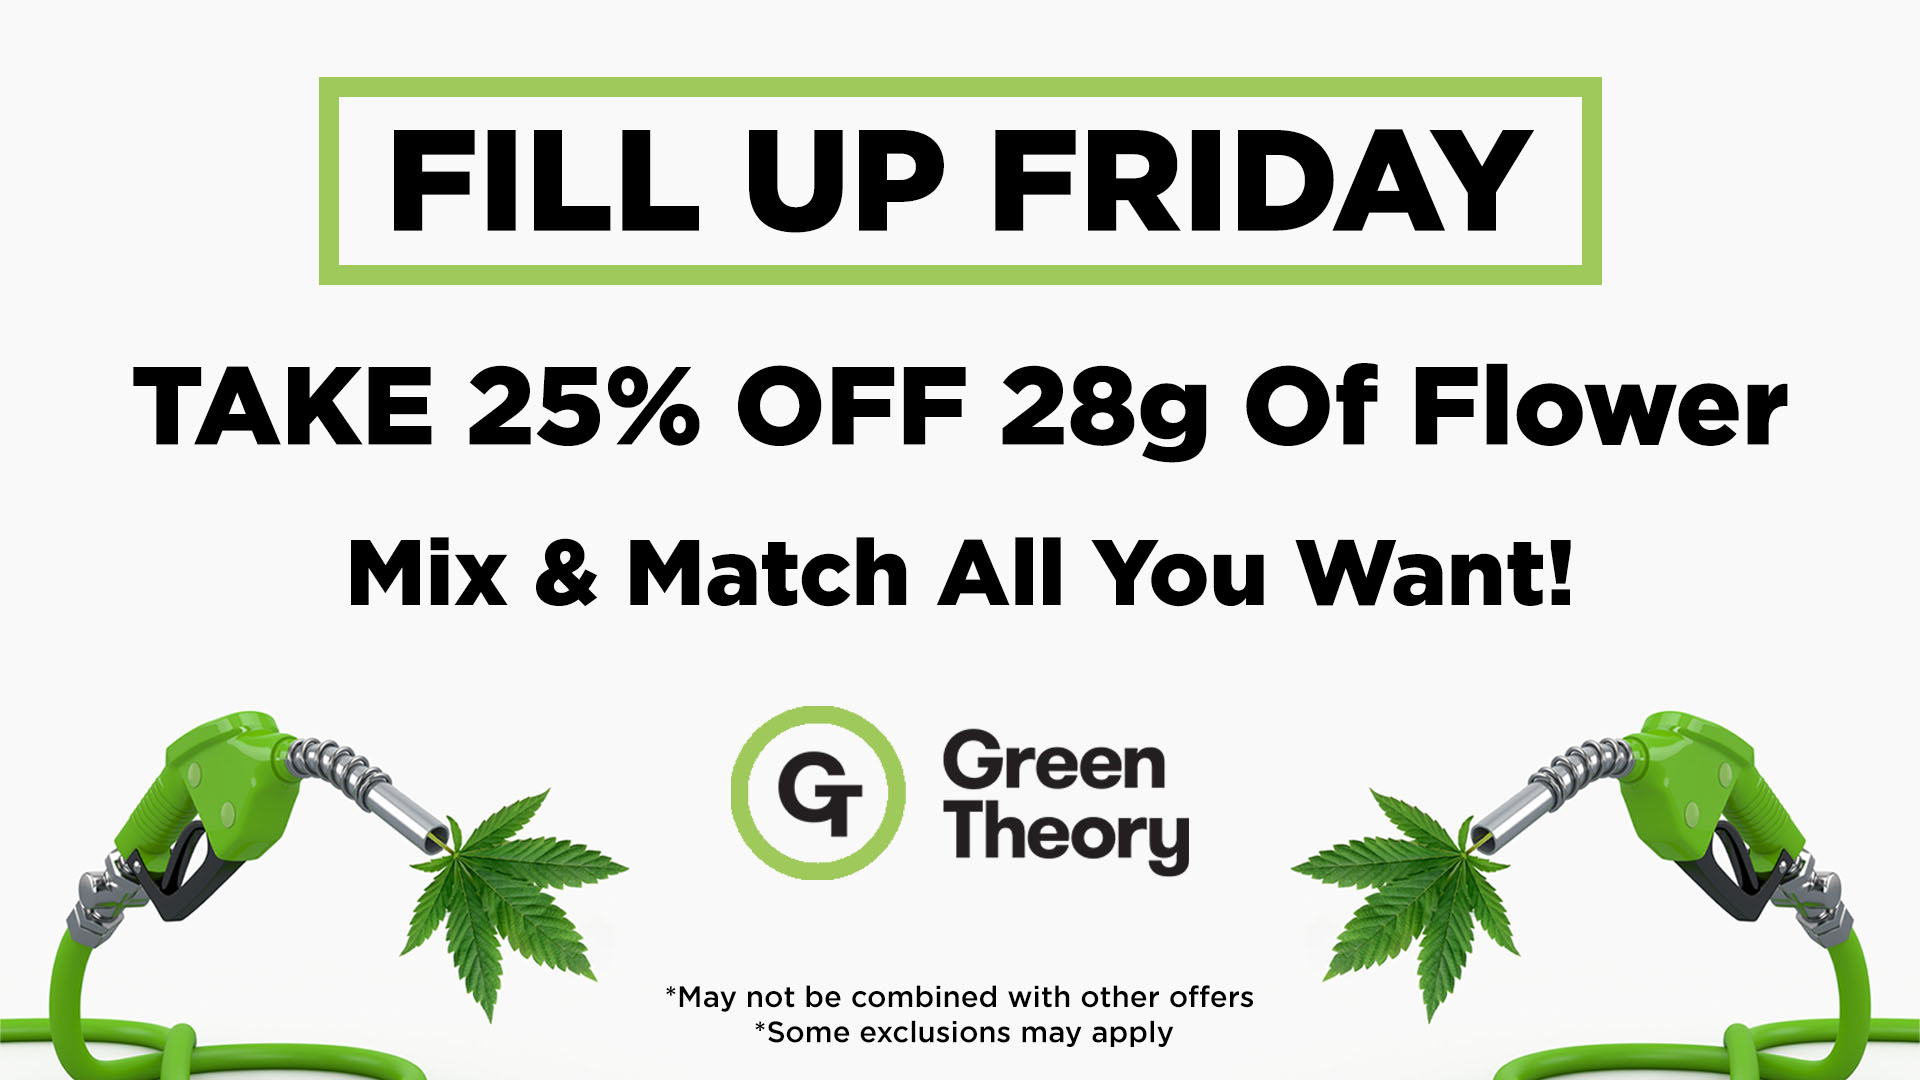 FILL UP FRIDAY
TAKE 25% OFF 28g Of Flower
Mix & Match All You Want!
GT
Green
Theory
*May not be combined with other offers
*Some exclusions may apply